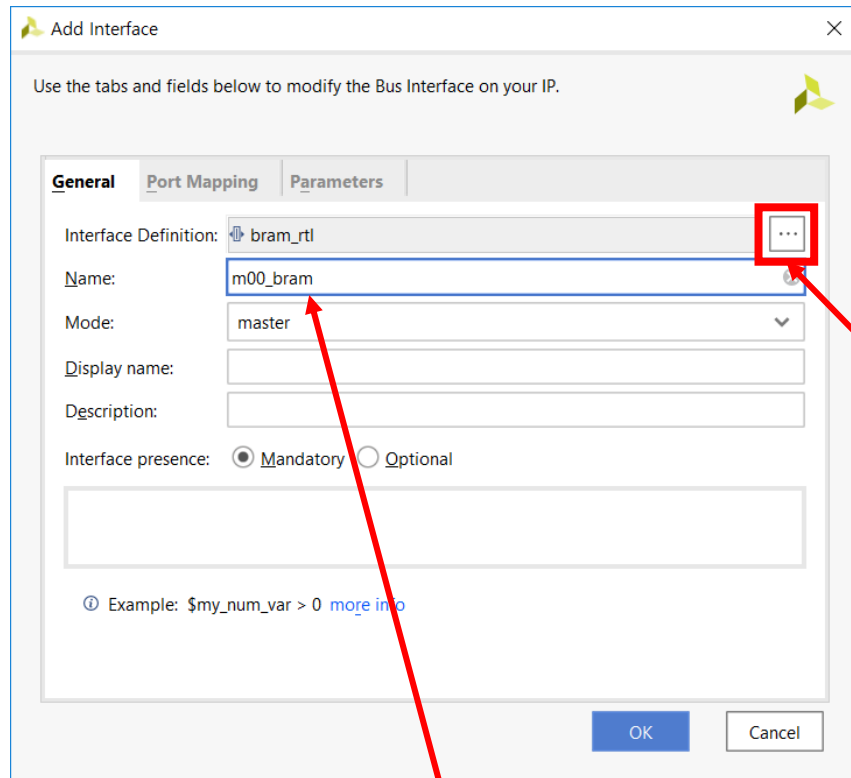 Add Interface
Use the tabs and fields below to modify the Bus Interface on your IP.
General Port Mapping Parameters
Interface Definition: bram_rtl ...
Name: m00_bram
Mode: master
Display name:
Description:
Interface presence: Mandatory Optional
Example: $my_num_var > 0 more info
OK Cancel